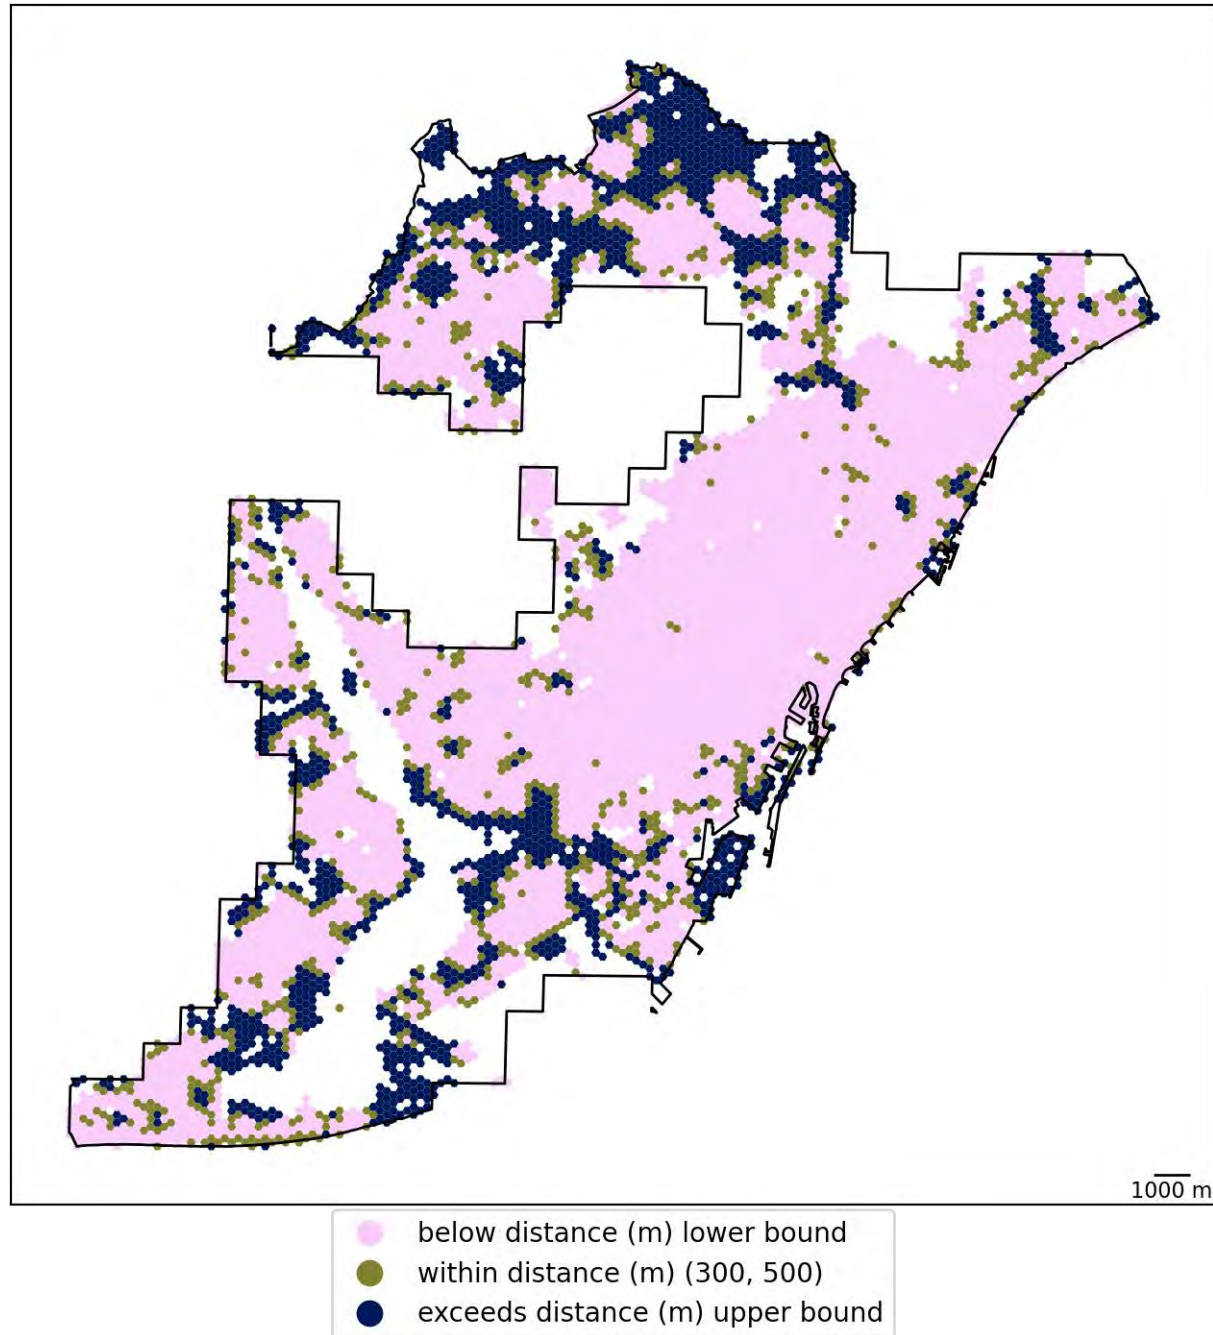 1000 m
below distance (m) lower bound
within distance (m) (300, 500)
exceeds distance (m) upper bound